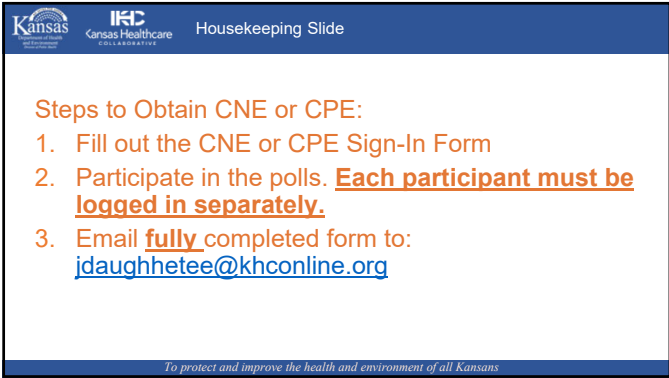 Kansas
Department of Health
and Environment
KHC
Kansas Healthcare
COLLABORATIVE
Housekeeping Slide
Steps to Obtain CNE or CPE:
1. Fill out the CNE or CPE Sign-In Form
2. Participate in the polls. Each participant must be
logged in separately.
3. Email fully completed form to:
jdaughhetee@khconline.org
To protect and improve the health and environment of all Kansans